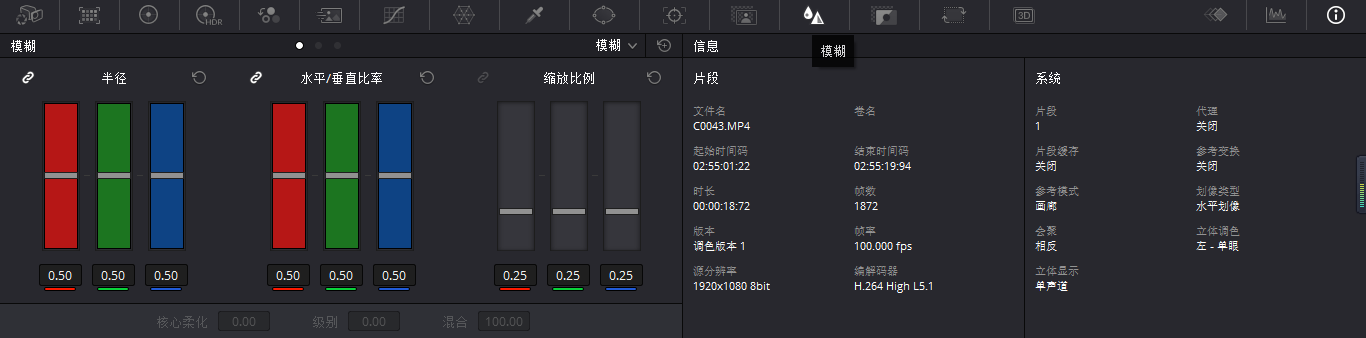 HDR
3D
模糊
模糊
模糊
信息
半径
水平/垂直比率
缩放比例
0.50 0.50 0.50
0.50 0.50 0.50
0.25 0.25 0.25
核心柔化 0.00 级别 0.00 混合 100.00
片段
文件名 卷名
C0043.MP4
起始时间码 结束时间码
02:55:01:22 02:55:19:94
时长 帧数
00:00:18:72 1872
版本 帧率
调色版本 1 100.000 fps
源分辨率 编解码器
1920x1080 8bit H.264 High L5.1
系统
片段 代理
1 关闭
片段缓存 参考变换
关闭 关闭
参考模式 划像类型
画廊 水平划像
会聚 立体调色
相反 左 - 单眼
立体显示
单声道